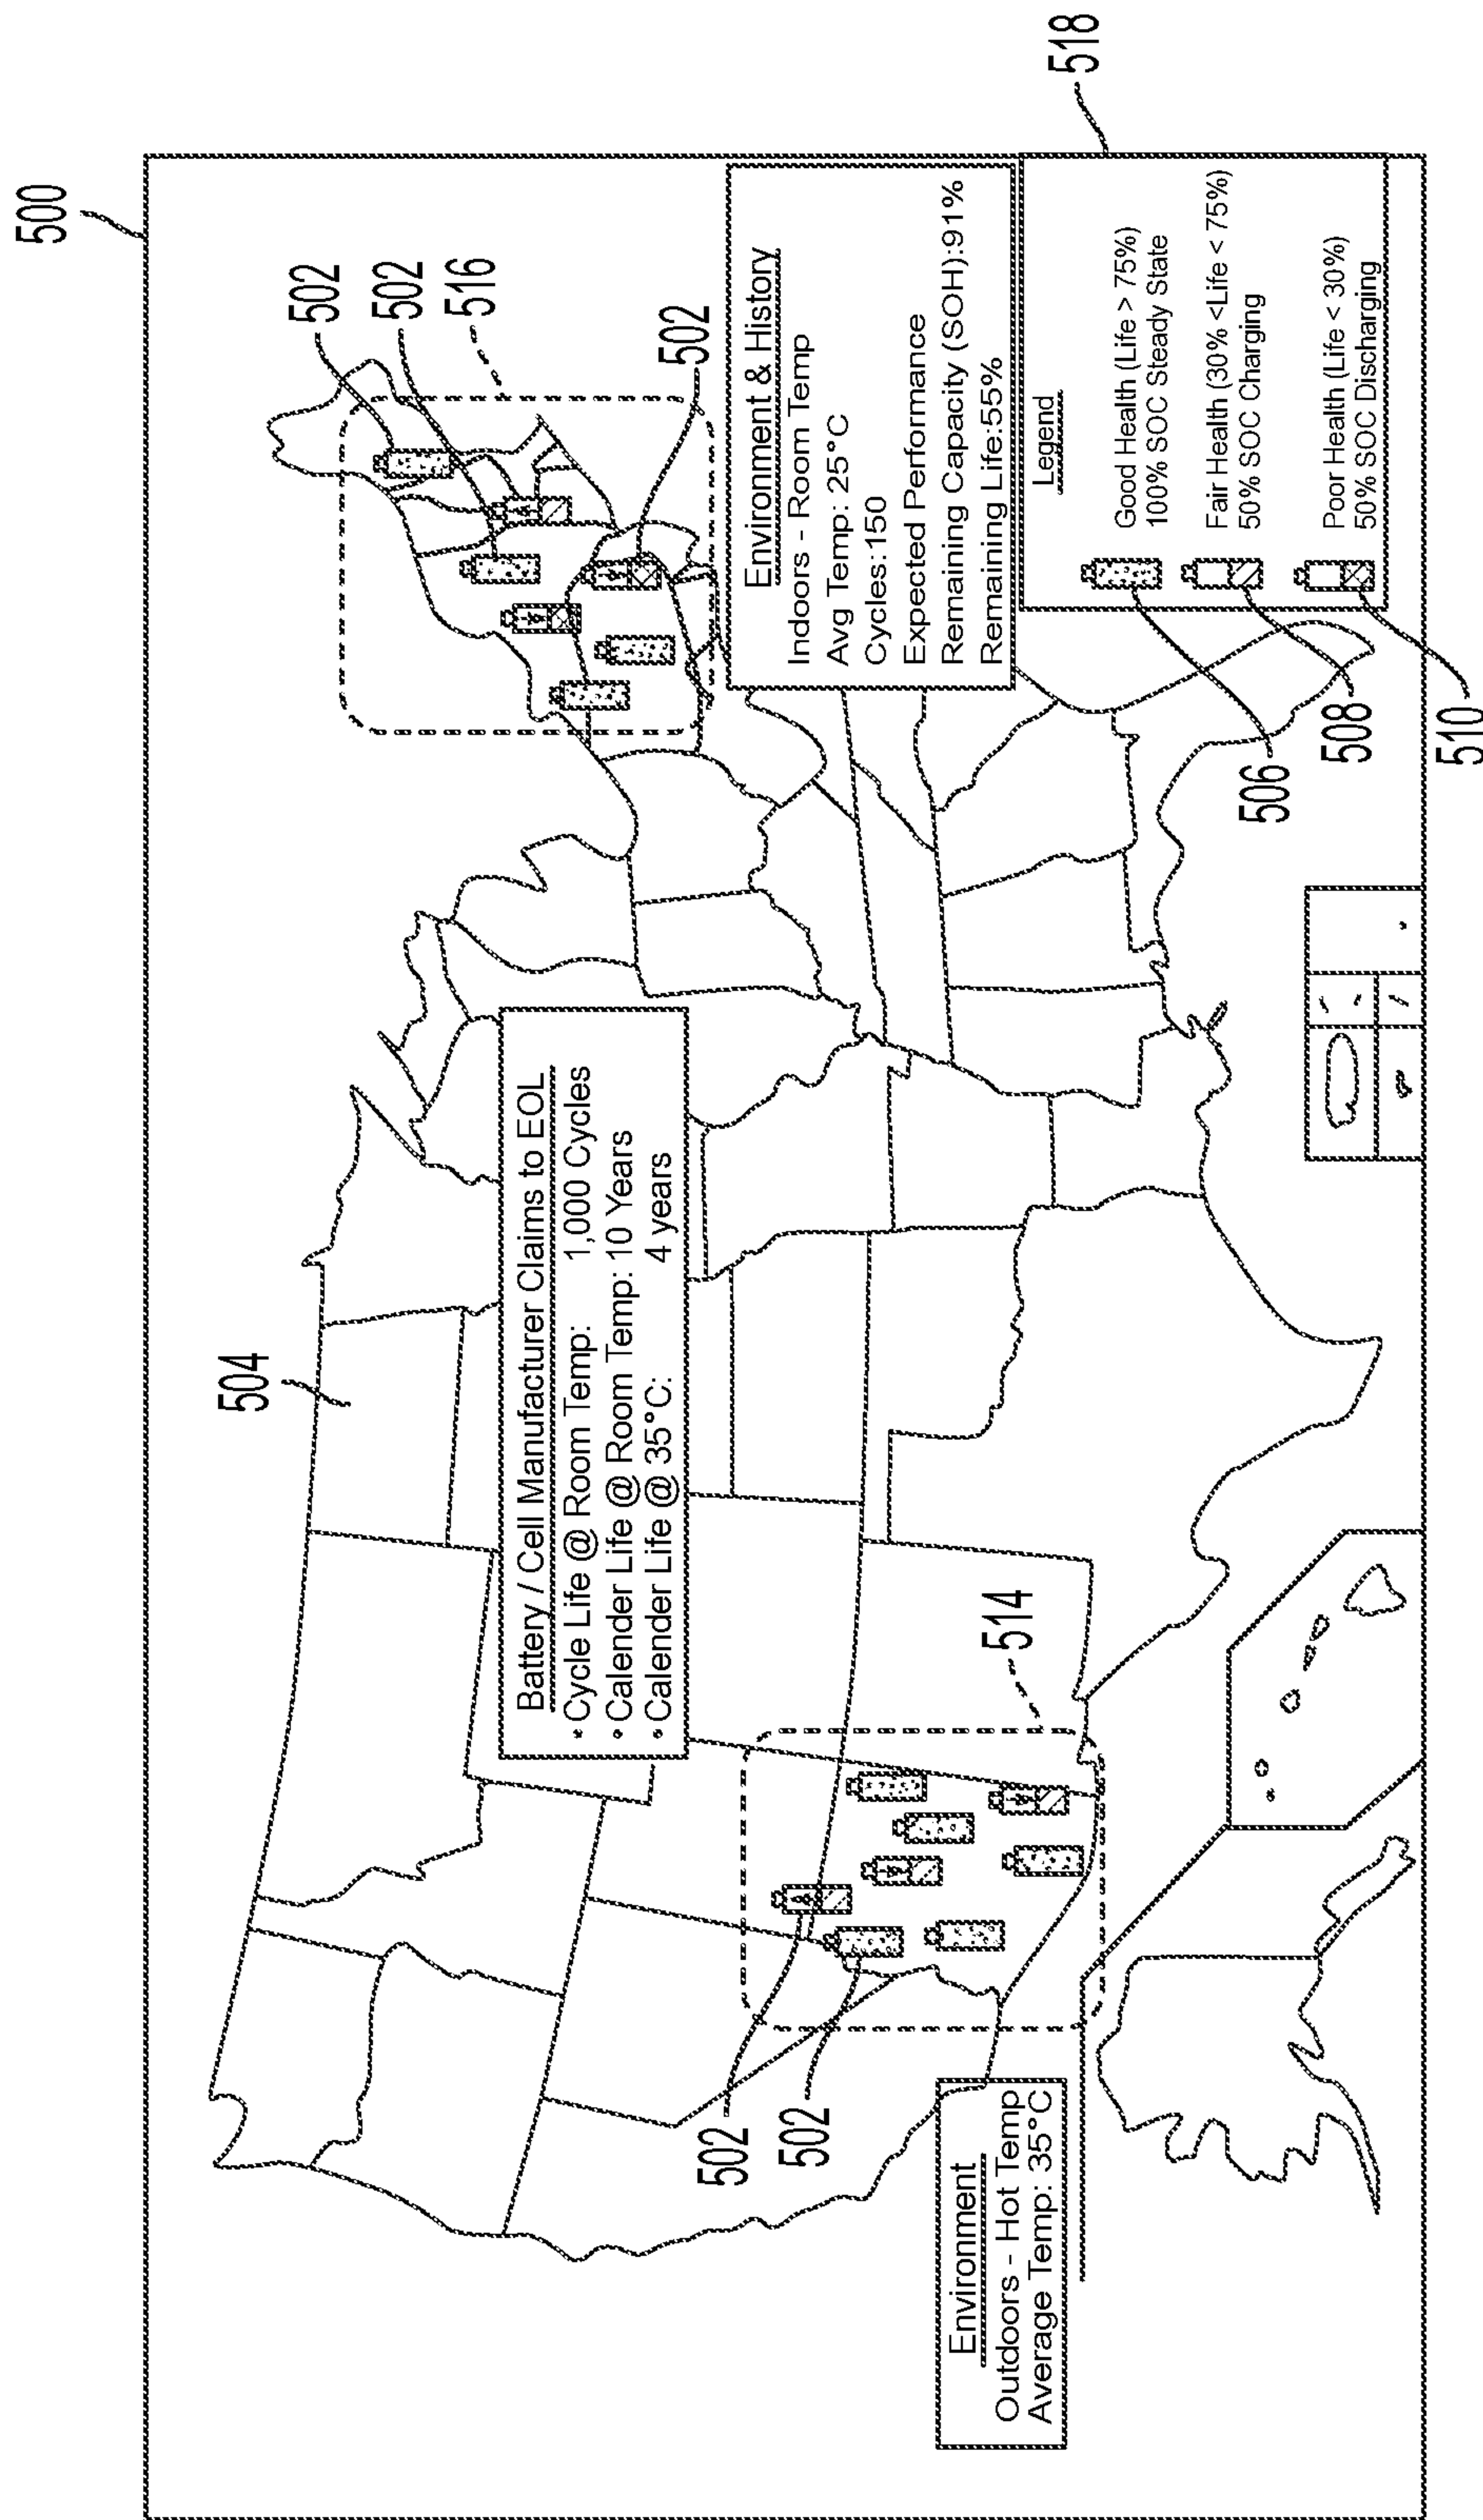 500
518
502
502
516
502
504
Battery / Cell Manufacturer Claims to EOL
• Cycle Life @ Room Temp: 1,000 Cycles
• Calender Life @ Room Temp: 10 Years
• Calender Life @ 35°C: 4 years
Environment & History
Indoors - Room Temp
Avg Temp: 25°C
Cycles:150
Expected Performance
Remaining Capacity (SOH):91%
Remaining Life:55%
502
502
514
Environment
Outdoors - Hot Temp
Average Temp: 35°C
Legend
Good Health (Life > 75%)
100% SOC Steady State
Fair Health (30% <Life < 75%)
50% SOC Charging
Poor Health (Life < 30%)
50% SOC Discharging
506
508
510